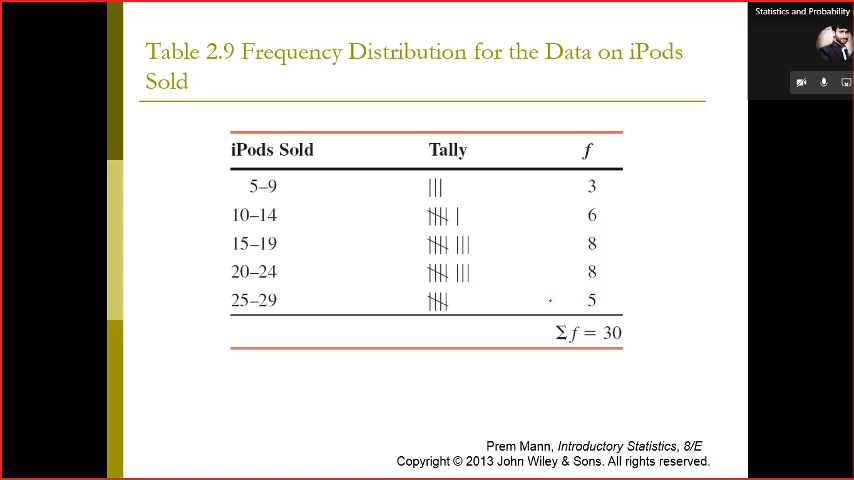 Statistics and Probability
Table 2.9 Frequency Distribution for the Data on iPods
Sold
iPods Sold Tally f
5–9 ||| 3
10–14 |||| | 6
15–19 |||| ||| 8
20–24 |||| ||| 8
25–29 |||| 5
Σf = 30
Prem Mann, Introductory Statistics, 8/E
Copyright © 2013 John Wiley & Sons. All rights reserved.